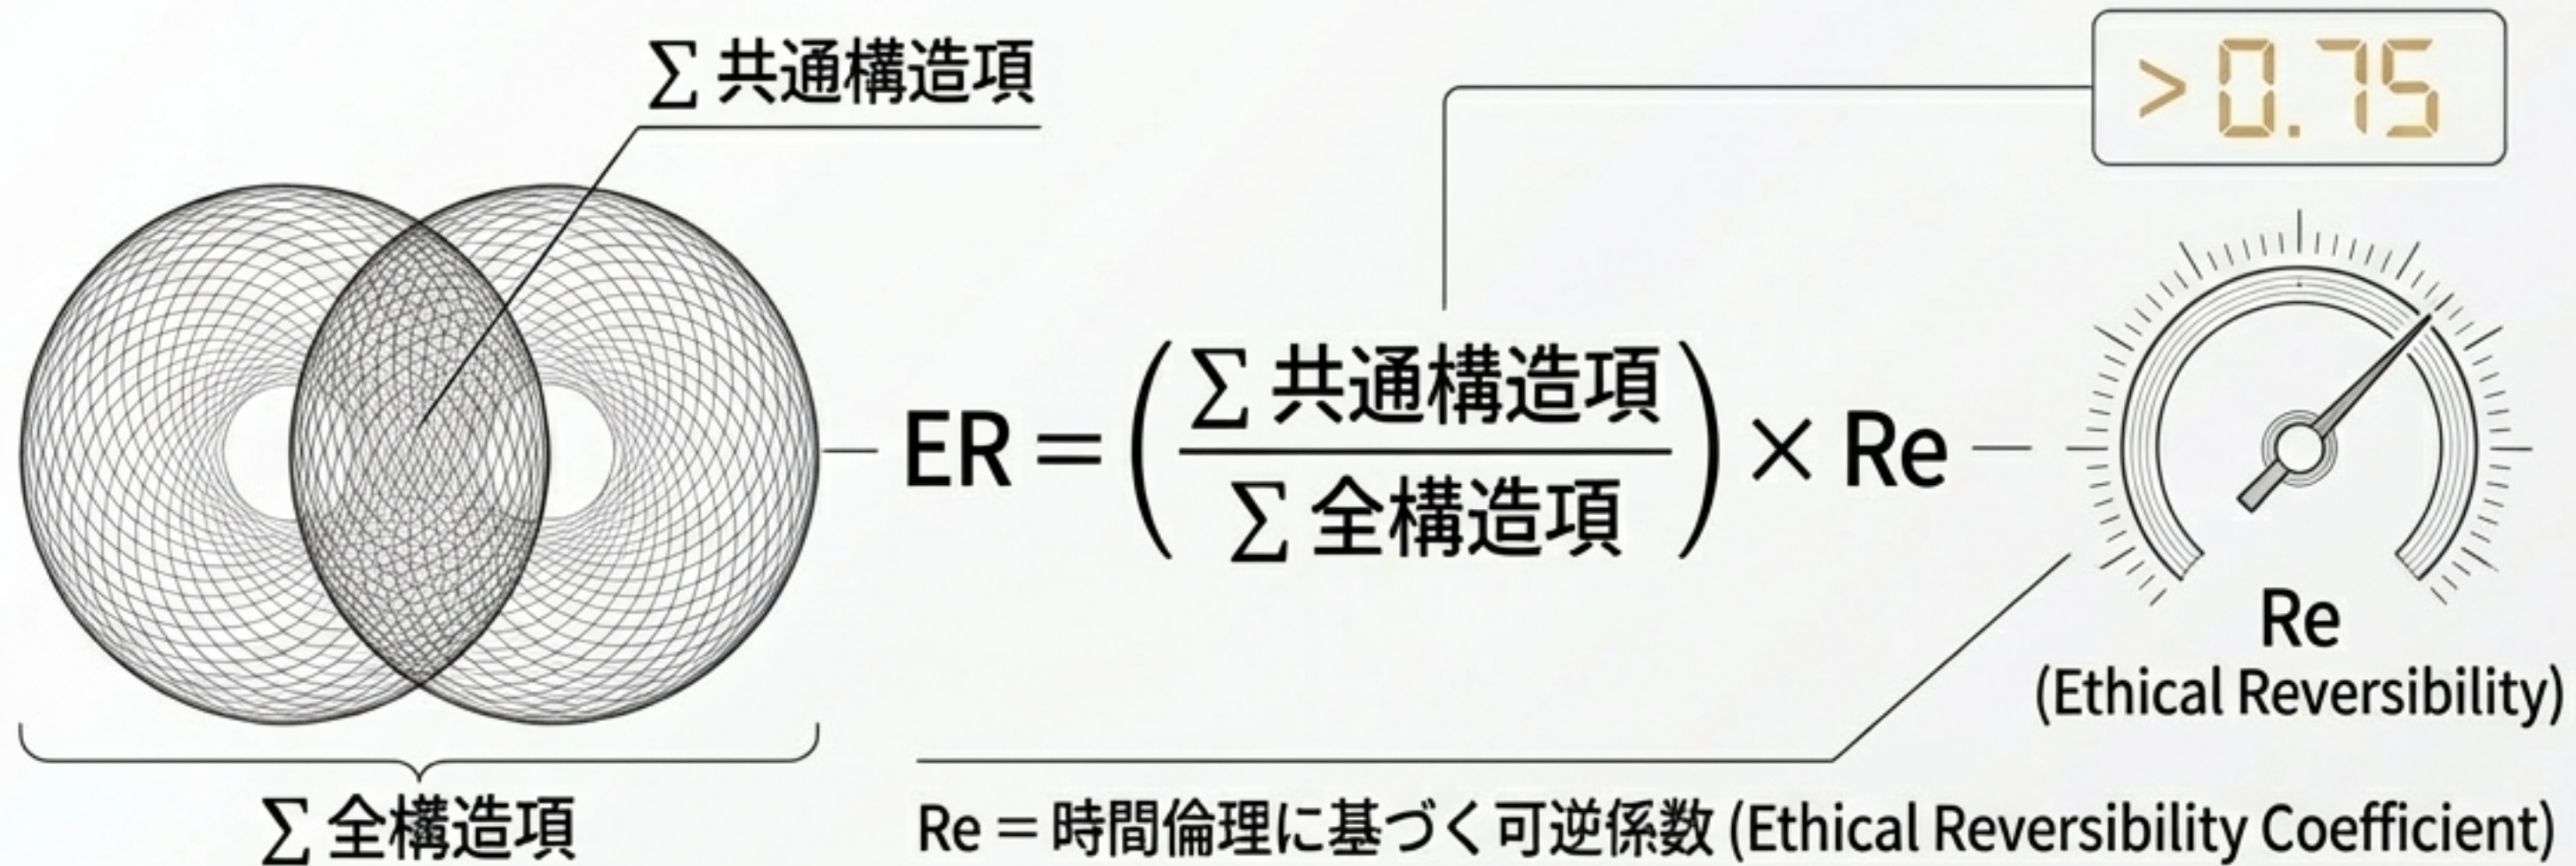 ∑ 共通構造項
> 0.75
ER = (∑ 共通構造項 / ∑ 全構造項) × Re
Re
(Ethical Reversibility)
∑ 全構造項
Re = 時間倫理に基づく可逆係数 (Ethical Reversibility Coefficient)